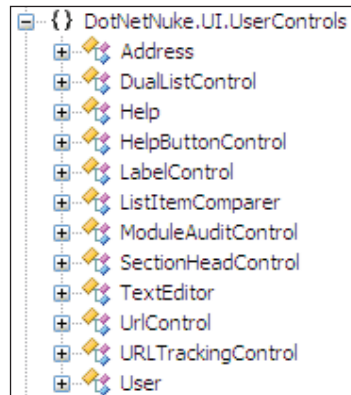 {} DotNetNuke.UI.UserControls
Address
DualListControl
Help
HelpButtonControl
LabelControl
ListItemComparer
ModuleAuditControl
SectionHeadControl
TextEditor
UrlControl
URLTrackingControl
User